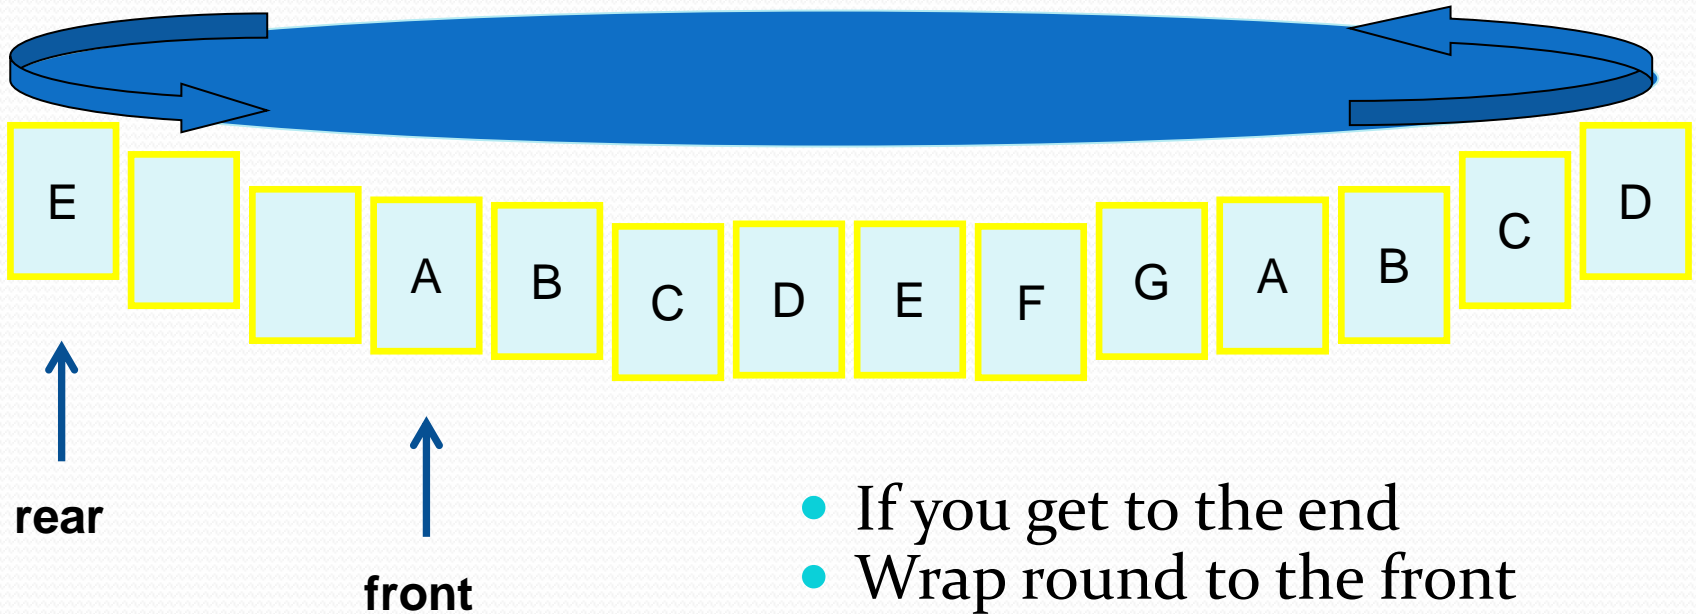 E A B C D E F G A B C D
rear
front
If you get to the end
Wrap round to the front